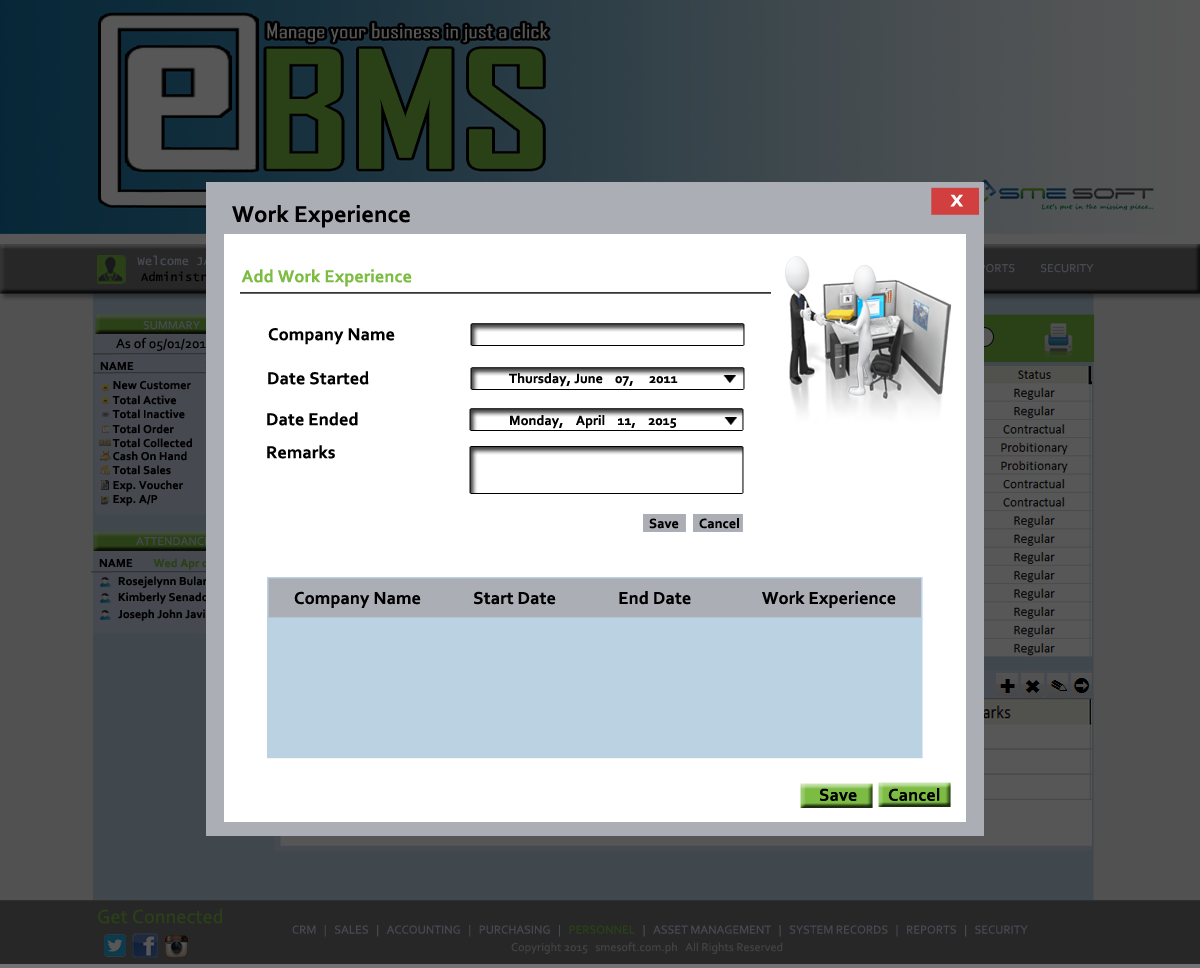 Manage your business in just a click
eBMS
SME SOFT
Let's put in the missing piece...
Work Experience
X
Welcome
PORTS SECURITY
Add Work Experience
SUMMARY
As of 05/01/201
NAME
New Customer
Total Active
Total Inactive
Total Order
Total Collected
Cash On Hand
Total Sales
Exp. Voucher
Exp. A/P
Company Name
Date Started Thursday, June 07, 2011
Date Ended Monday, April 11, 2015
Remarks
Save Cancel
Status
Regular
Regular
Contractual
Probitionary
Probitionary
Contractual
Contractual
Regular
Regular
Regular
Regular
Regular
Regular
Regular
Regular
ATTENDANC
NAME Wed Apr
Rosejelynn Bular
Kimberly Senado
Joseph John Javi
Company Name Start Date End Date Work Experience
arks
Save Cancel
Get Connected
CRM | SALES | ACCOUNTING | PURCHASING | PERSONNEL | ASSET MANAGEMENT | SYSTEM RECORDS | REPORTS | SECURITY
Copyright 2015 smesoft.com.ph All Rights Reserved